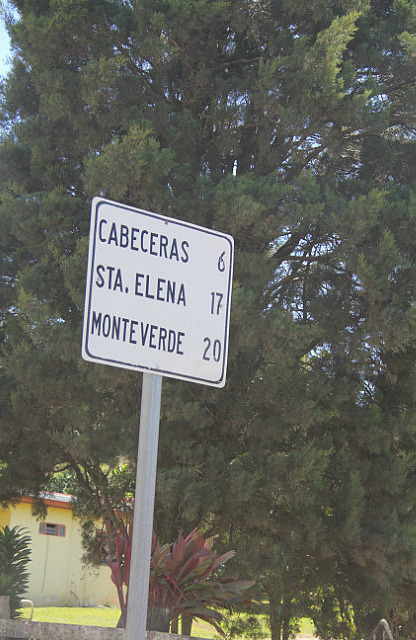 CABECERAS 6
STA. ELENA 17
MONTEVERDE 20